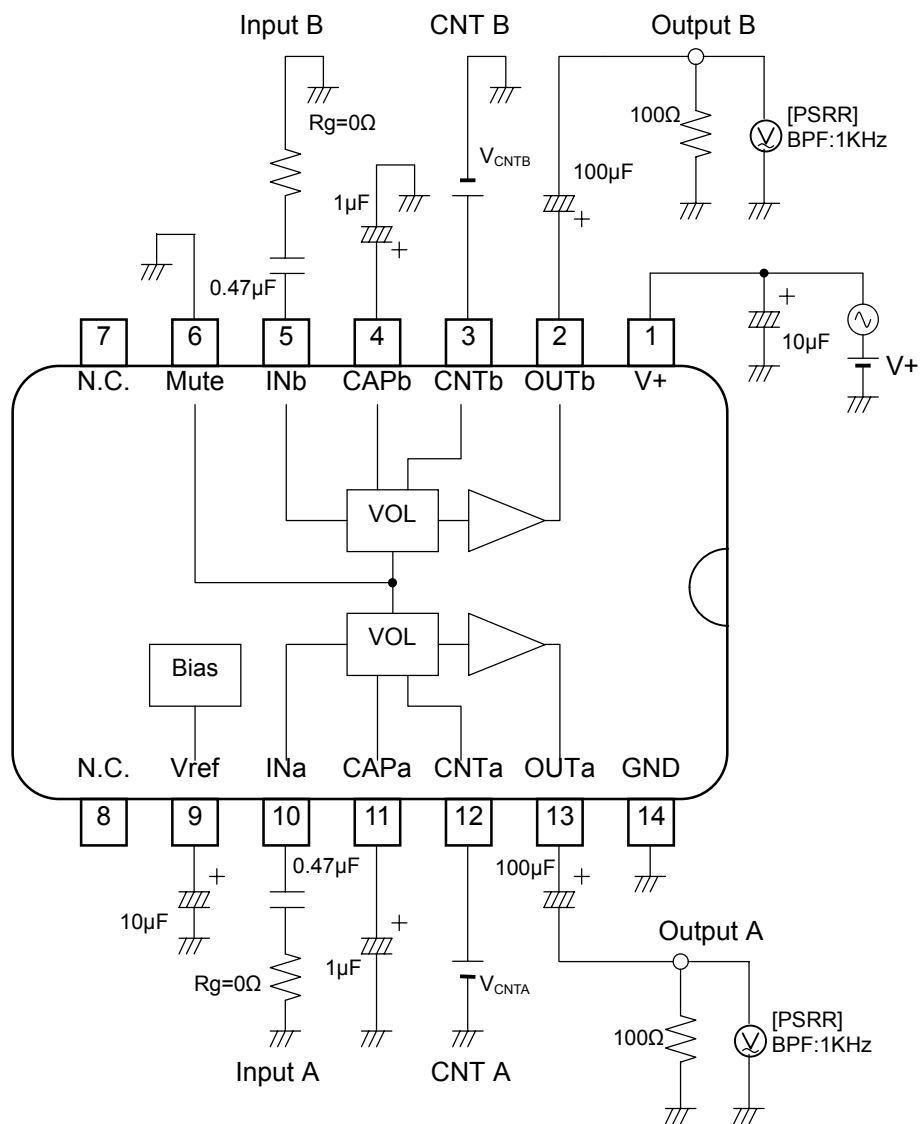 Input B CNT B Output B
Rg=0Ω
V_CNTB
1µF
+
100µF
+
100Ω
[PSRR]
BPF:1KHz
0.47µF
+
10µF
V+
7 6 5 4 3 2 1
N.C. Mute INb CAPb CNTb OUTb V+
VOL
VOL
Bias
N.C. Vref INa CAPa CNTa OUTa GND
8 9 10 11 12 13 14
+
10µF
0.47µF
Rg=0Ω
+
1µF
V_CNTA
100µF
+
Output A
100Ω
[PSRR]
BPF:1KHz
V
V
Input A CNT A